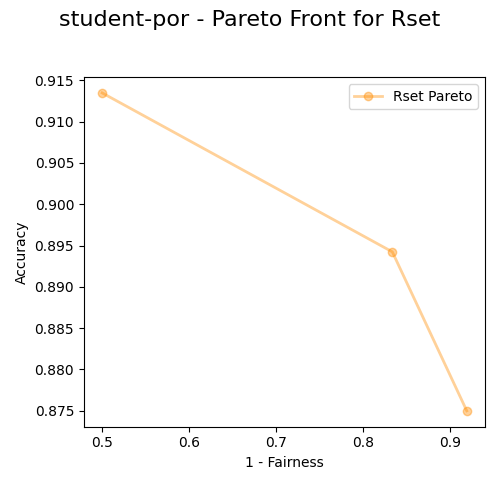 student-por - Pareto Front for Rset
Rset Pareto
Accuracy
0.915
0.910
0.905
0.900
0.895
0.890
0.885
0.880
0.875
0.5 0.6 0.7 0.8 0.9
1 - Fairness